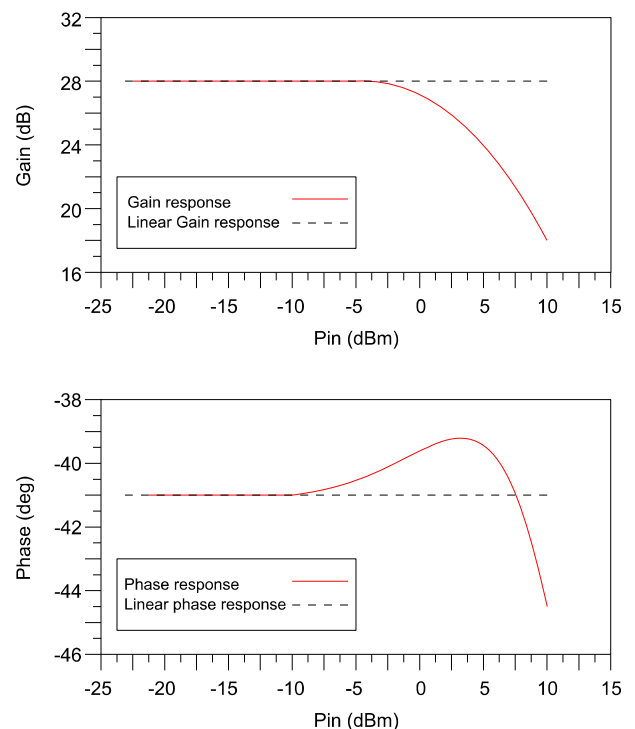 32
28
24
20
16
Gain (dB)
Gain response
Linear Gain response
-25 -20 -15 -10 -5 0 5 10 15
Pin (dBm)
-38
-40
-42
-44
-46
Phase (deg)
Phase response
Linear phase response
-25 -20 -15 -10 -5 0 5 10 15
Pin (dBm)